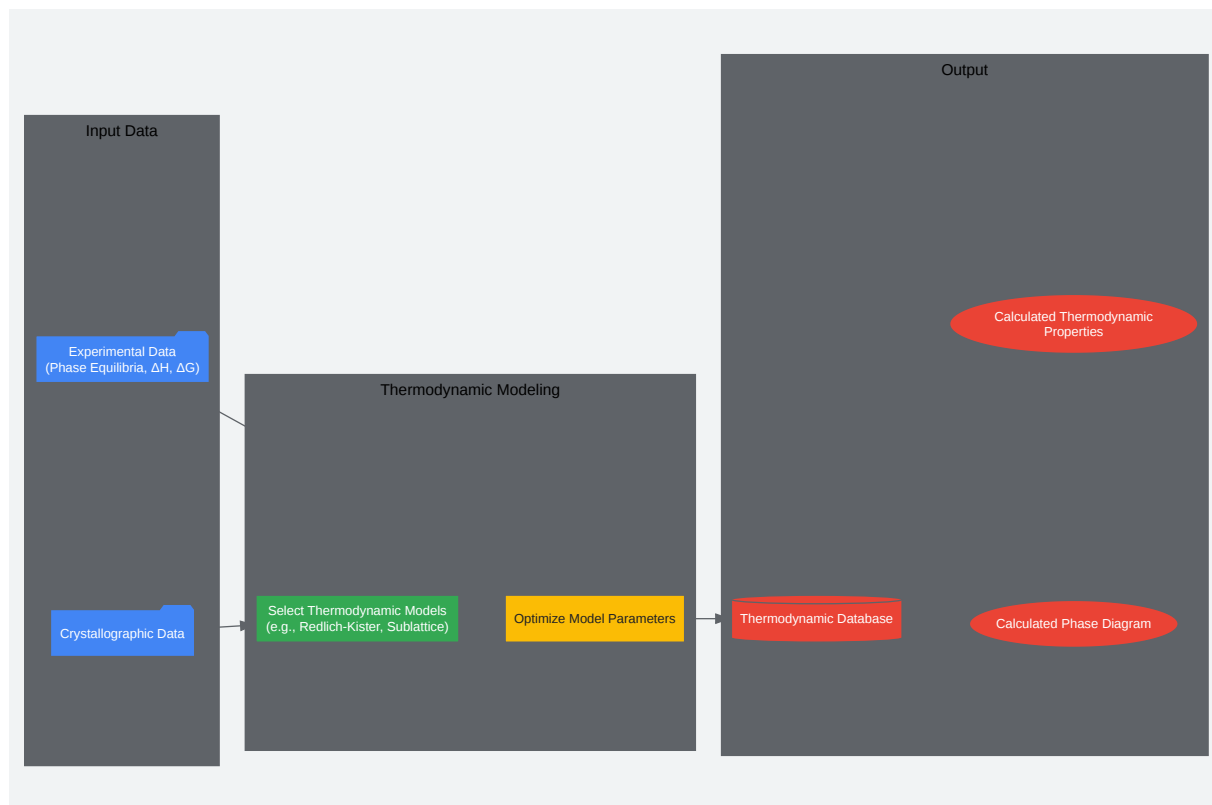 Input Data
Experimental Data
(Phase Equilibria, ΔH, ΔG)
Crystallographic Data
Thermodynamic Modeling
Select Thermodynamic Models
(e.g., Redlich-Kister, Sublattice)
Optimize Model Parameters
Output
Calculated Thermodynamic
Properties
Thermodynamic Database
Calculated Phase Diagram